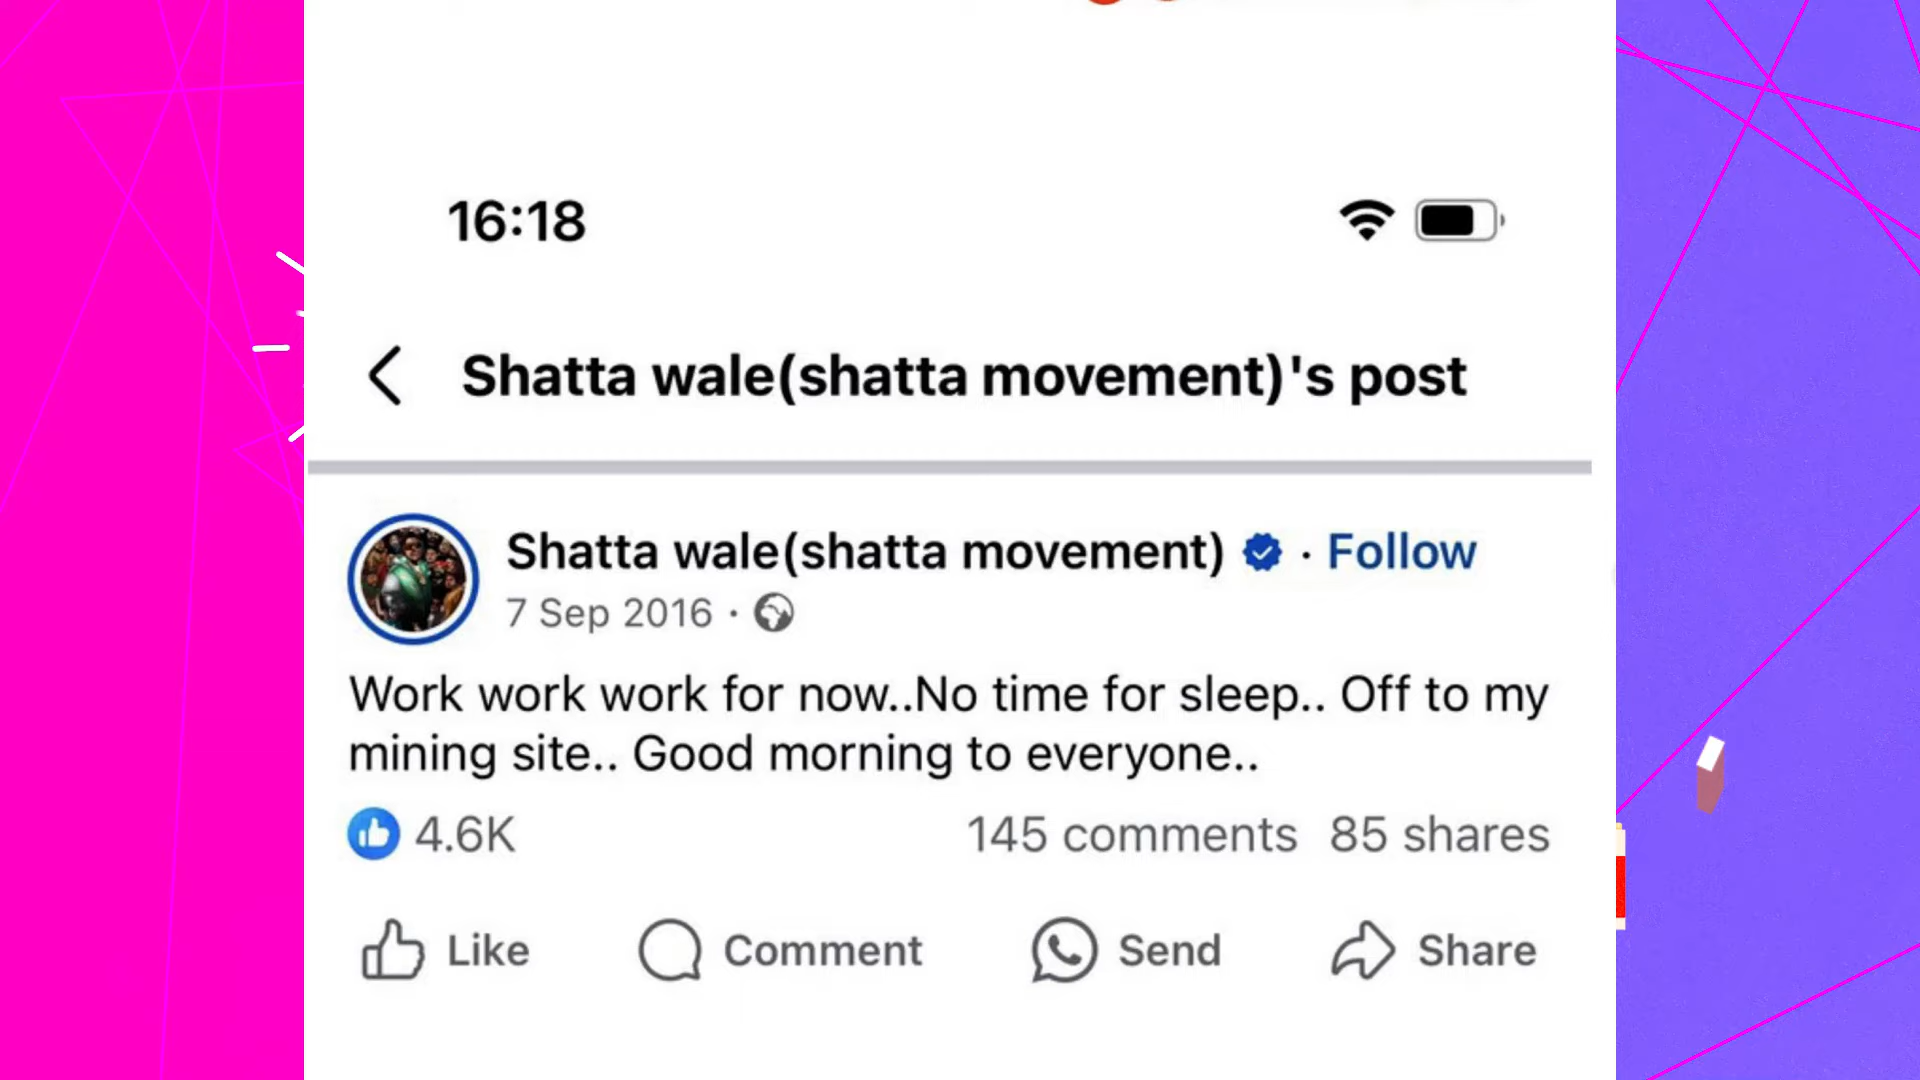 16:18
Shatta wale(shatta movement)'s post
Shatta wale(shatta movement) · Follow
7 Sep 2016 ·
Work work work for now..No time for sleep.. Off to my
mining site.. Good morning to everyone..
4.6K 145 comments 85 shares
Like Comment Send Share